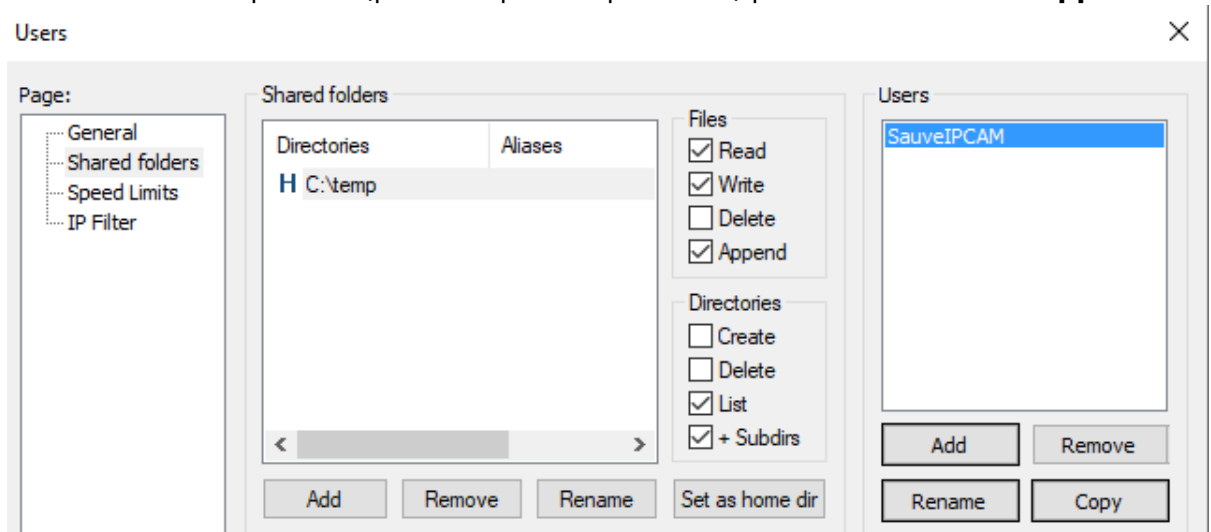 Users
Page:
General
Shared folders
Speed Limits
IP Filter
Shared folders
Directories Aliases
H C:\temp
Files
Read
Write
Delete
Append
Directories
Create
Delete
List
+ Subdirs
Add Remove Rename Set as home dir
Users
SauveIPCAM
Add Remove
Rename Copy